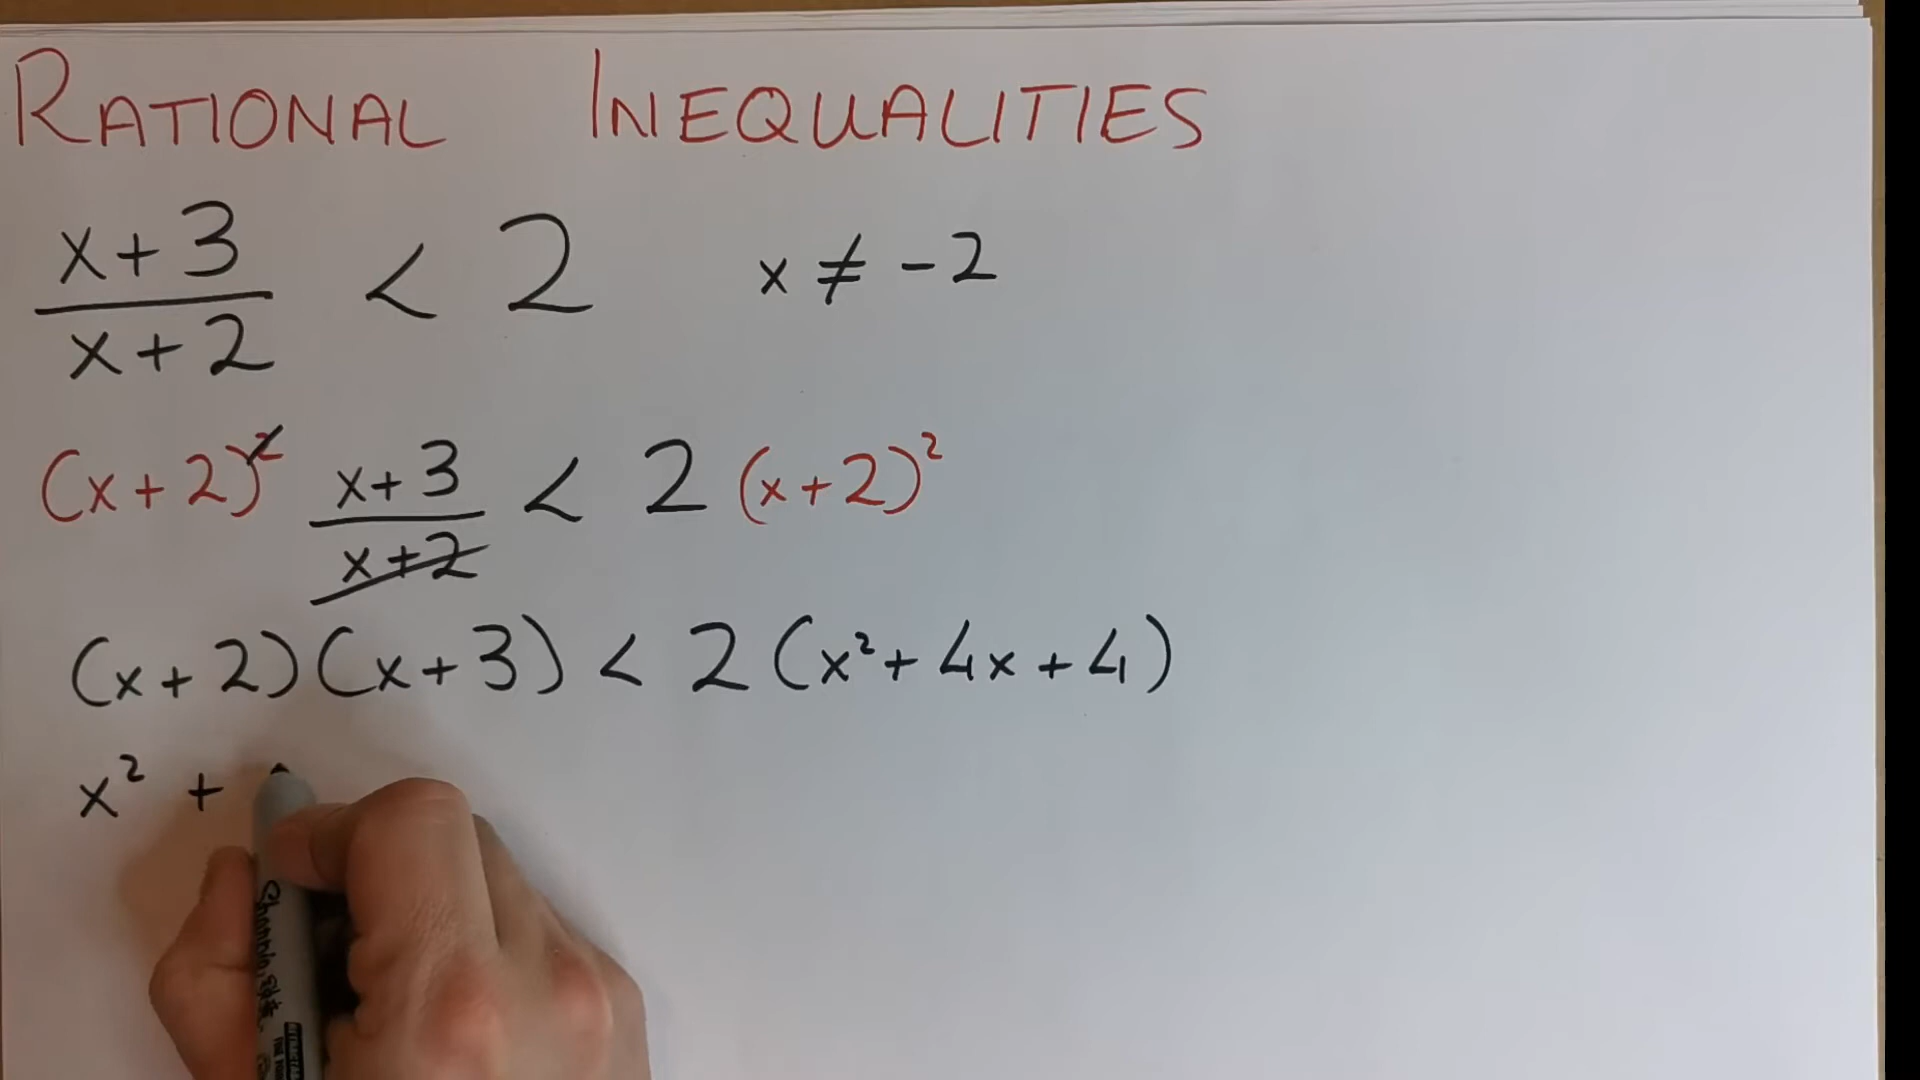 RATIONAL INEQUALITIES
x+3/x+2 < 2 x ≠ -2
(x+2)² x+3/x+2 < 2(x+2)²
(x+2)(x+3) < 2(x²+4x+4)
x² +
Sharpie